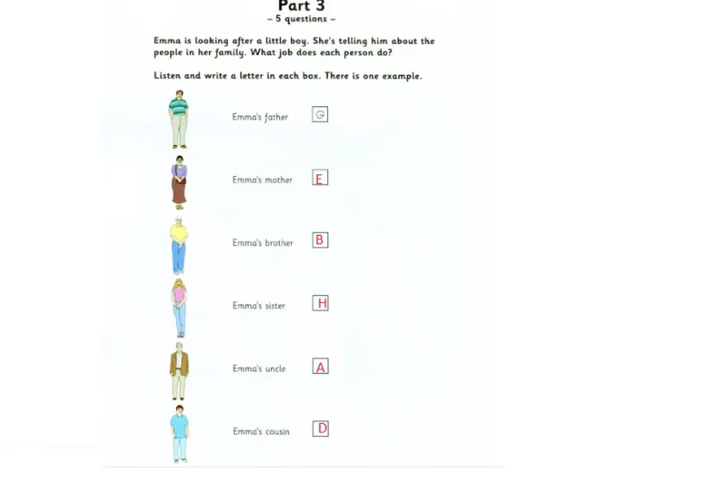 Part 3
– 5 questions –
Emma is looking after a little boy. She's telling him about the
people in her family. What job does each person do?
Listen and write a letter in each box. There is one example.
Emma's father G
Emma's mother E
Emma's brother B
Emma's sister H
Emma's uncle A
Emma's cousin D